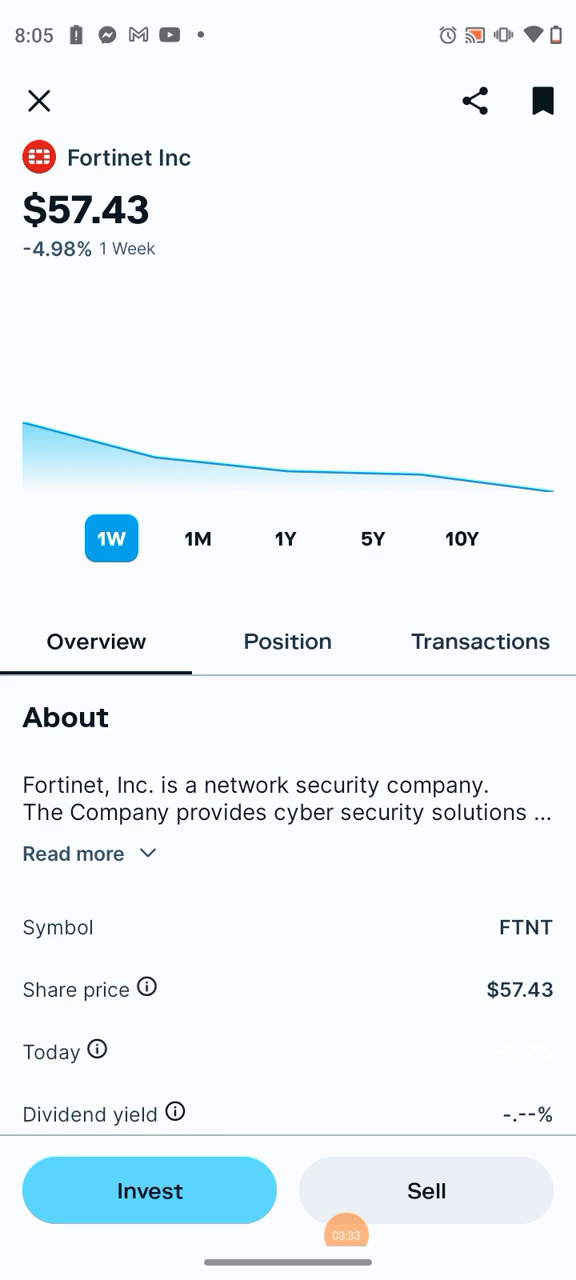 8:05
Fortinet Inc
$57.43
-4.98% 1 Week
1W 1M 1Y 5Y 10Y
Overview Position Transactions
About
Fortinet, Inc. is a network security company.
The Company provides cyber security solutions ...
Read more
Symbol FTNT
Share price $57.43
Today
Dividend yield -.--%
Invest Sell
03:33